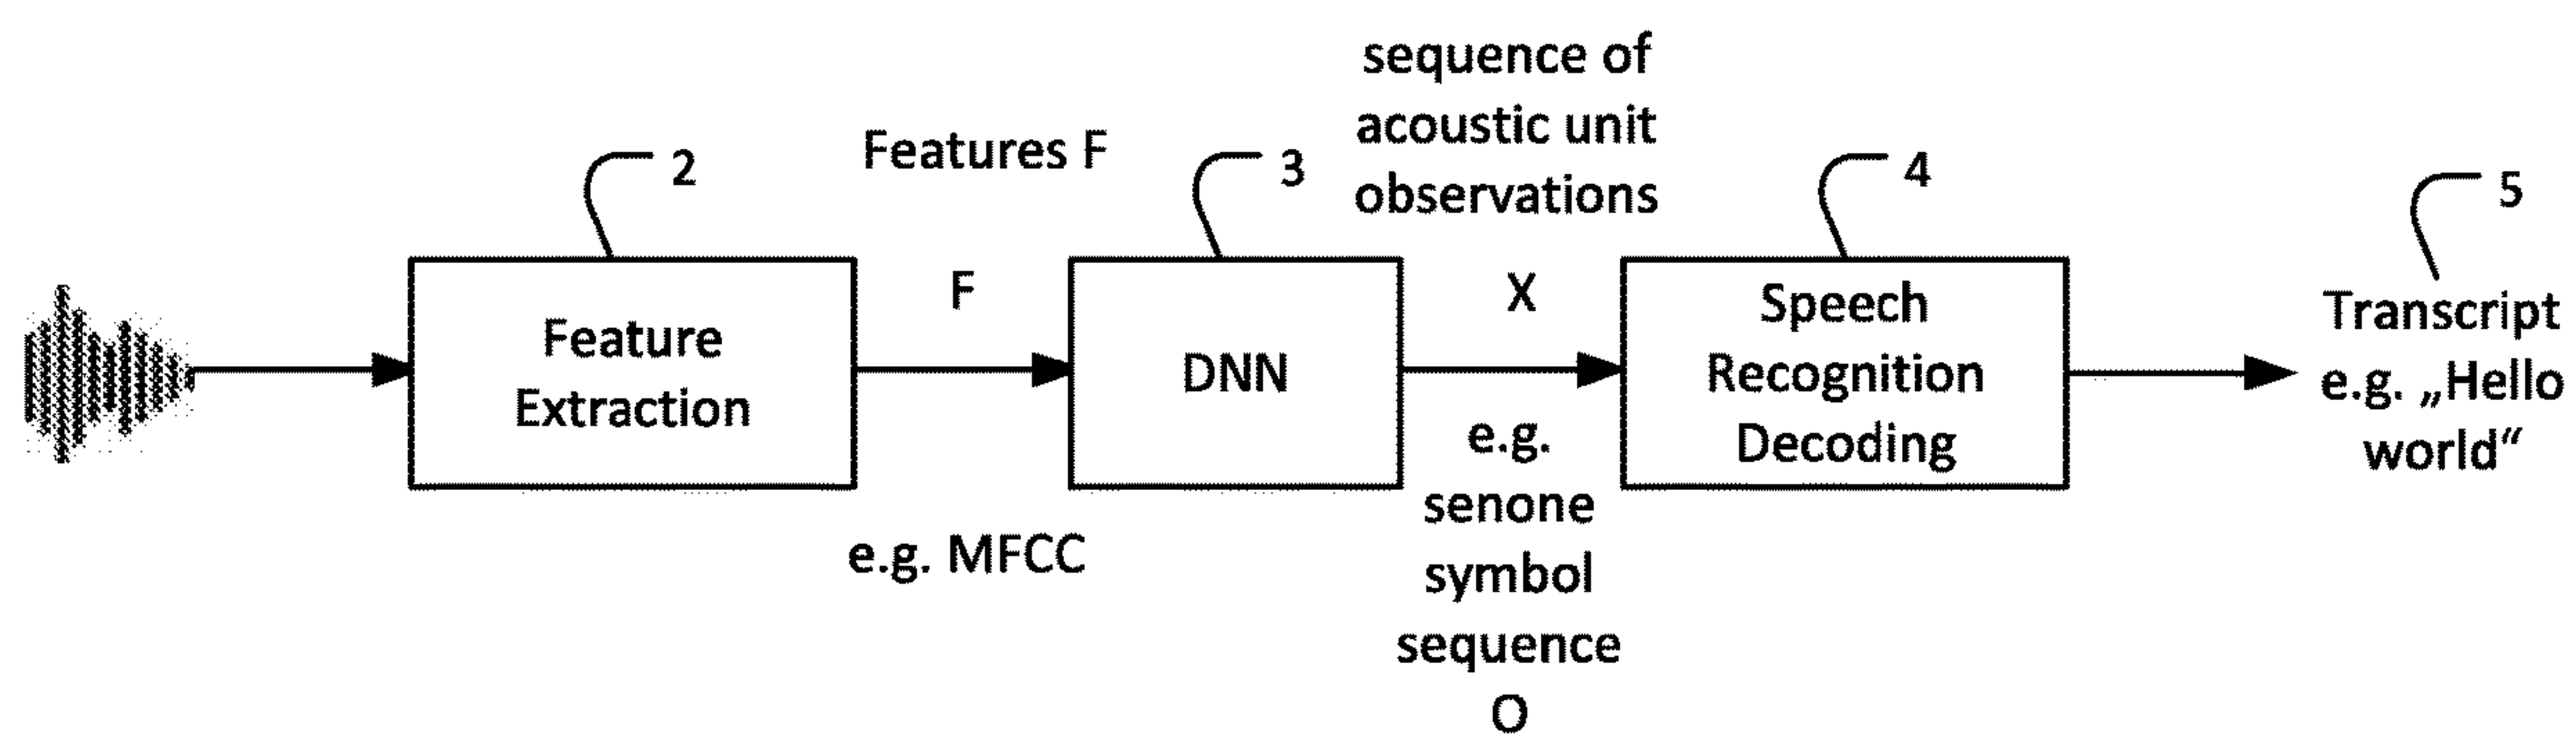 2
Feature
Extraction
Features F
F
e.g. MFCC
3
DNN
sequence of
acoustic unit
observations
X
e.g.
senone
symbol
sequence
O
4
Speech
Recognition
Decoding
5
Transcript
e.g. „Hello
world“